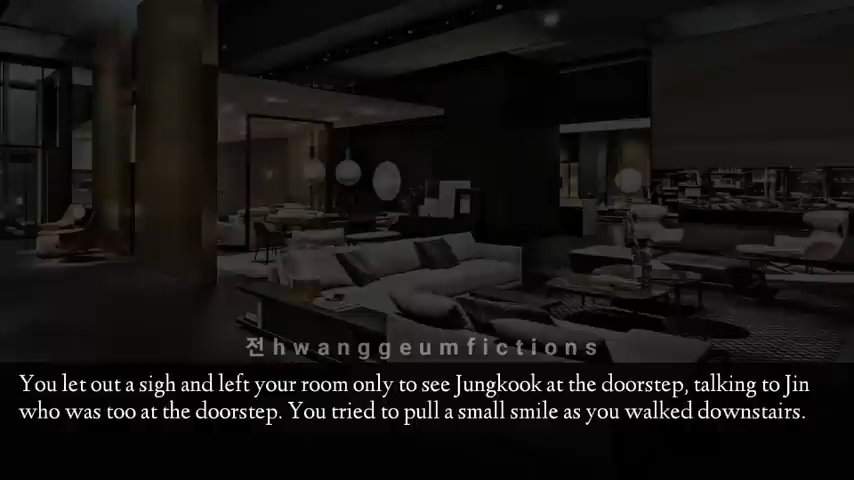 전hwanggeumfictions
You let out a sigh and left your room only to see Jungkook at the doorstep, talking to Jin
who was too at the doorstep. You tried to pull a small smile as you walked downstairs.